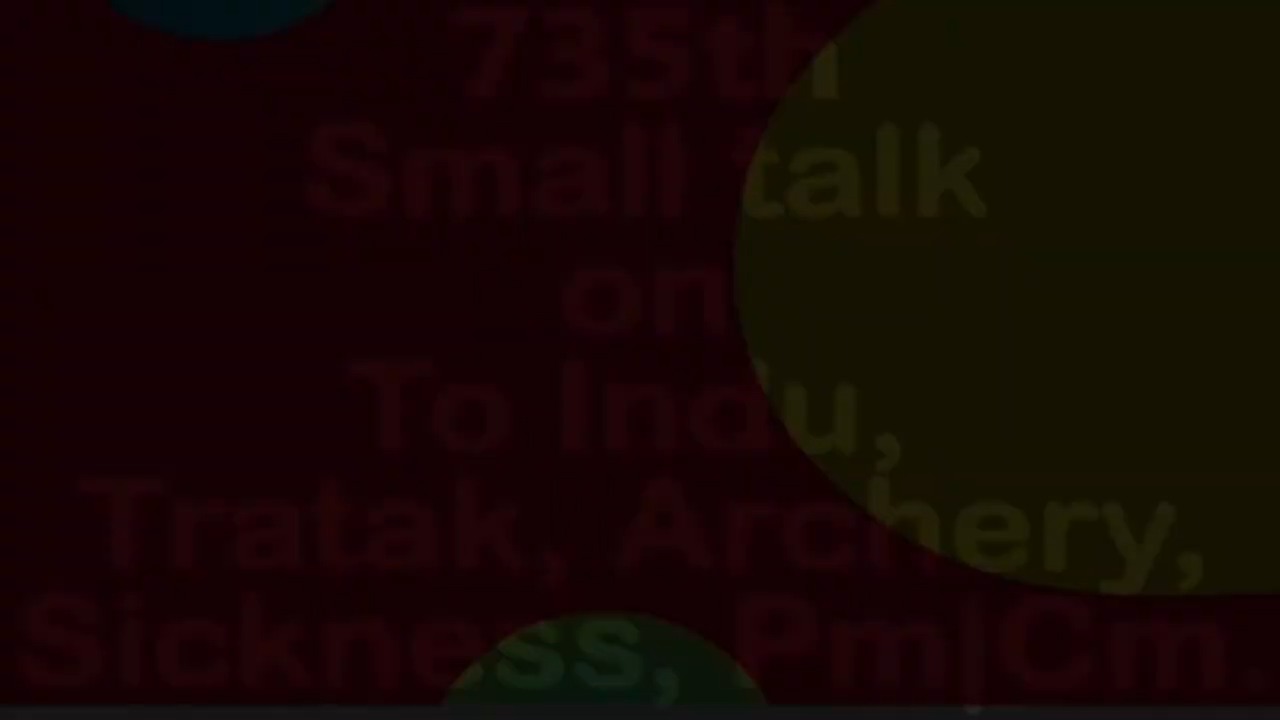 735th
Small talk
on
To Indu,
Tratak, Archery,
Sickness, Pm|Cm.